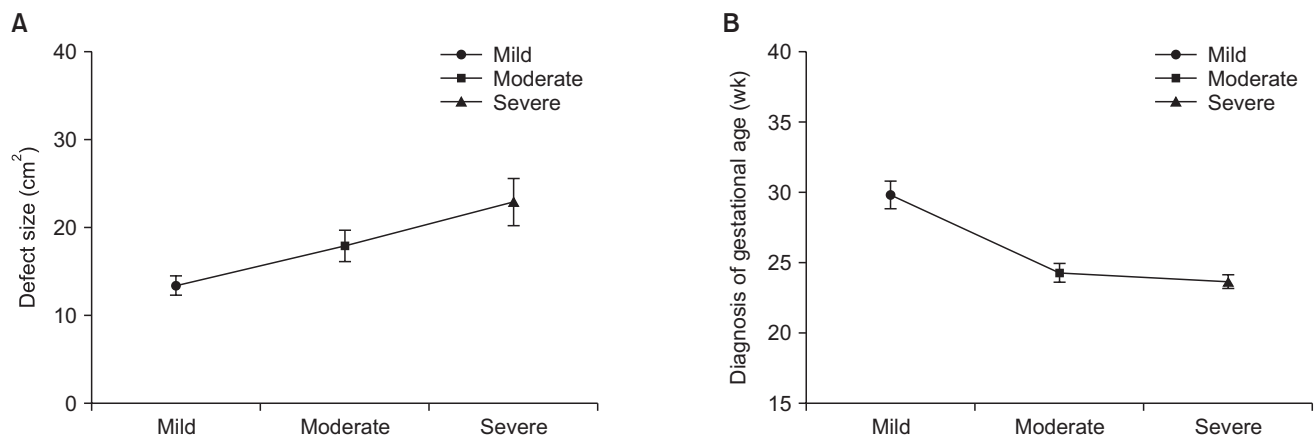 A
Defect size (cm²)
40
30
20
10
0
Mild
Moderate
Severe
Mild
Moderate
Severe
B
Diagnosis of gestational age (wk)
40
35
30
25
20
15
Mild
Moderate
Severe
Mild
Moderate
Severe